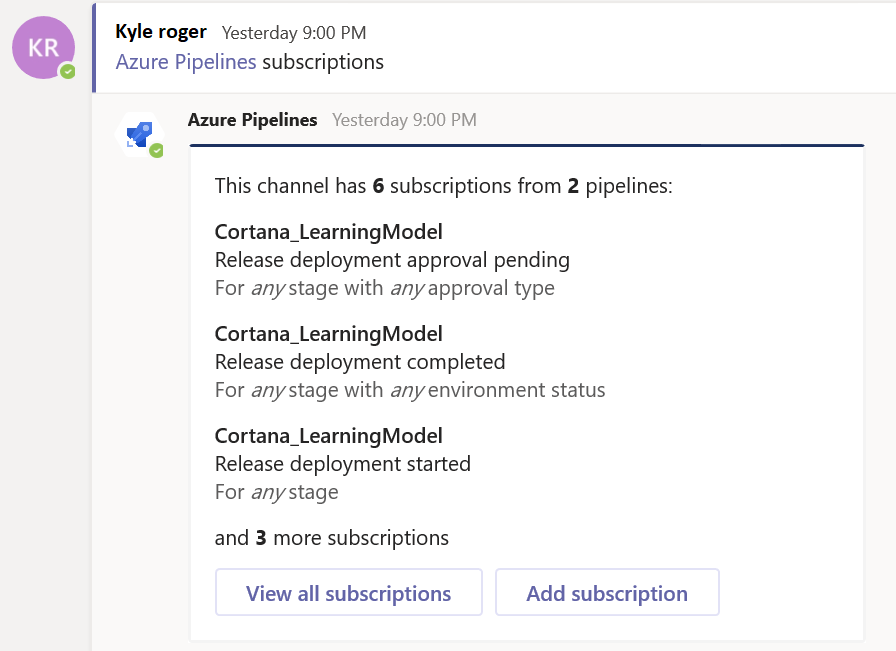 KR
Kyle roger Yesterday 9:00 PM
Azure Pipelines subscriptions
Azure Pipelines Yesterday 9:00 PM
This channel has 6 subscriptions from 2 pipelines:
Cortana_LearningModel
Release deployment approval pending
For any stage with any approval type
Cortana_LearningModel
Release deployment completed
For any stage with any environment status
Cortana_LearningModel
Release deployment started
For any stage
and 3 more subscriptions
View all subscriptions Add subscription